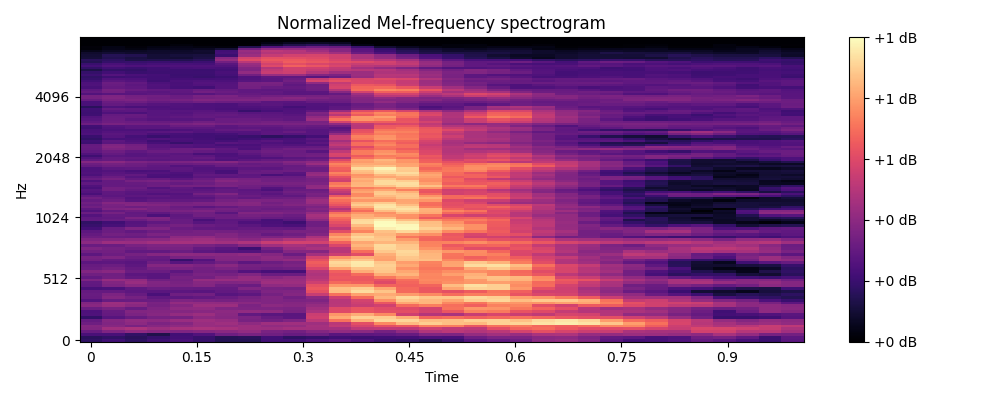 Normalized Mel-frequency spectrogram
Hz
4096
2048
1024
512
0
0 0.15 0.3 0.45 0.6 0.75 0.9
Time
+1 dB
+1 dB
+1 dB
+0 dB
+0 dB
+0 dB